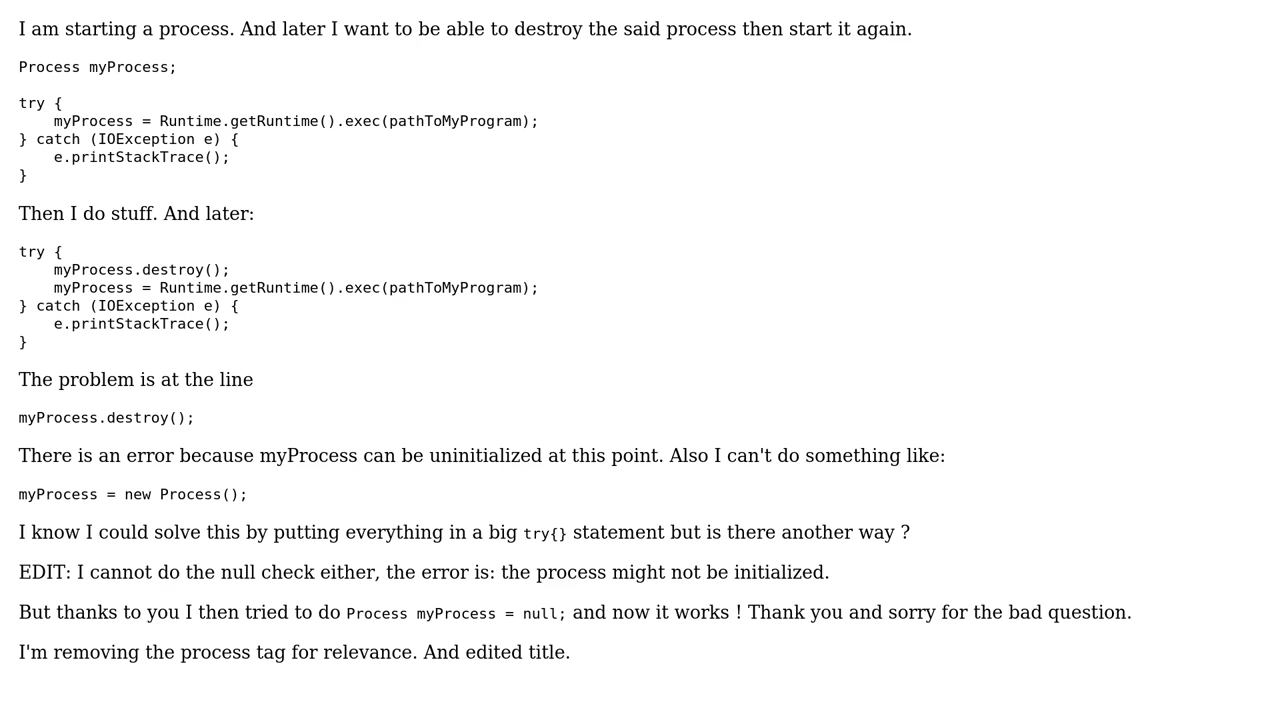 I am starting a process. And later I want to be able to destroy the said process then start it again.
Process myProcess;
try {
    myProcess = Runtime.getRuntime().exec(pathToMyProgram);
} catch (IOException e) {
    e.printStackTrace();
}
Then I do stuff. And later:
try {
    myProcess.destroy();
    myProcess = Runtime.getRuntime().exec(pathToMyProgram);
} catch (IOException e) {
    e.printStackTrace();
}
The problem is at the line
myProcess.destroy();
There is an error because myProcess can be uninitialized at this point. Also I can't do something like:
myProcess = new Process();
I know I could solve this by putting everything in a big try{} statement but is there another way ?
EDIT: I cannot do the null check either, the error is: the process might not be initialized.
But thanks to you I then tried to do Process myProcess = null; and now it works ! Thank you and sorry for the bad question.
I'm removing the process tag for relevance. And edited title.